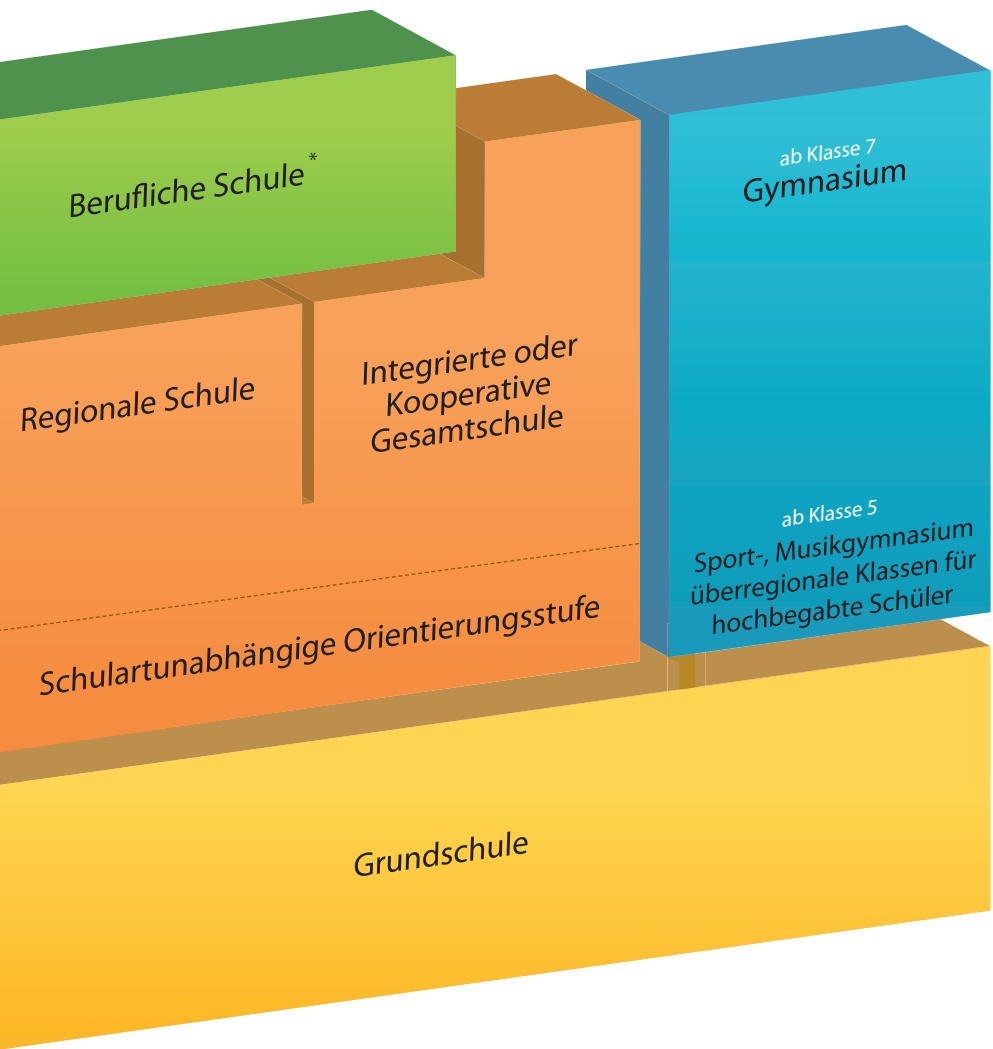 Berufliche Schule*
ab Klasse 7
Gymnasium
Regionale Schule
Integrierte oder
Kooperative
Gesamtschule
ab Klasse 5
Sport-, Musikgymnasium
überregionale Klassen für
hochbegabte Schüler
Schulartunabhängige Orientierungsstufe
Grundschule